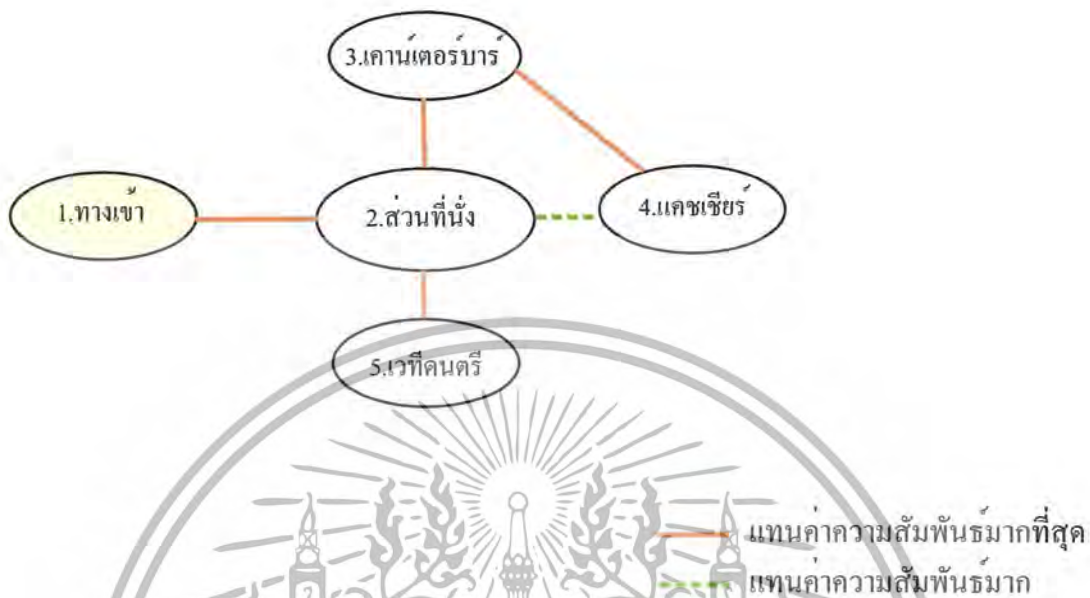 3.เคาน์เตอร์บาร์
1.ทางเข้า
2.ส่วนที่นั่ง
4.แคชเชียร์
5.เวทีดนตรี
แทนค่าความสัมพันธ์มากที่สุด
แทนค่าความสัมพันธ์มาก